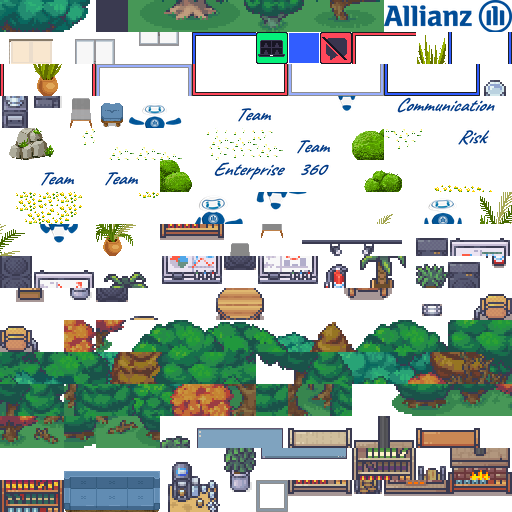 Allianz
Communication
Team
Risk
Team
Enterprise 360
Team Team